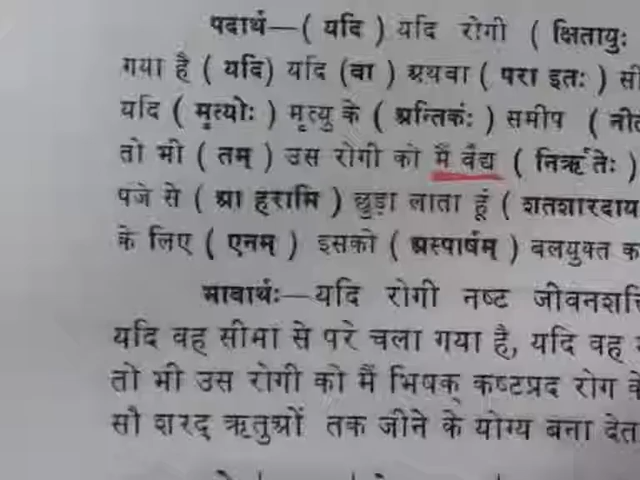 पदार्थ—( यदि ) यदि रोगी ( क्षितायुः
गया है ( यदि) यदि (वा ) अथवा ( परा इतः ) सी
यदि ( मृत्योः ) मृत्यु के ( अन्तिकं: ) समीप ( नीत
तो भी ( तम् ) उस रोगी को मैं वैद्य ( निर्ऋतेः )
पंजे से ( आ हरामि ) छुड़ा लाता हूं ( शतशारदाय
के लिए ( एनम् ) इसको ( अस्पार्षम् ) बलयुक्त क
भावार्थः—यदि रोगी नष्ट जीवनशक्ति
यदि वह सीमा से परे चला गया है, यदि वह
तो भी उस रोगी को मैं भिषक् कष्टप्रद रोग के
सौ शरद् ऋतुओं तक जीने के योग्य बना देता